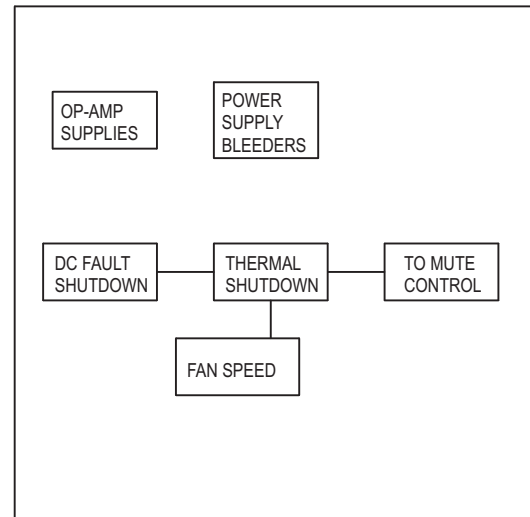 OP-AMP
SUPPLIES
POWER
SUPPLY
BLEEDERS
DC FAULT
SHUTDOWN
THERMAL
SHUTDOWN
TO MUTE
CONTROL
FAN SPEED